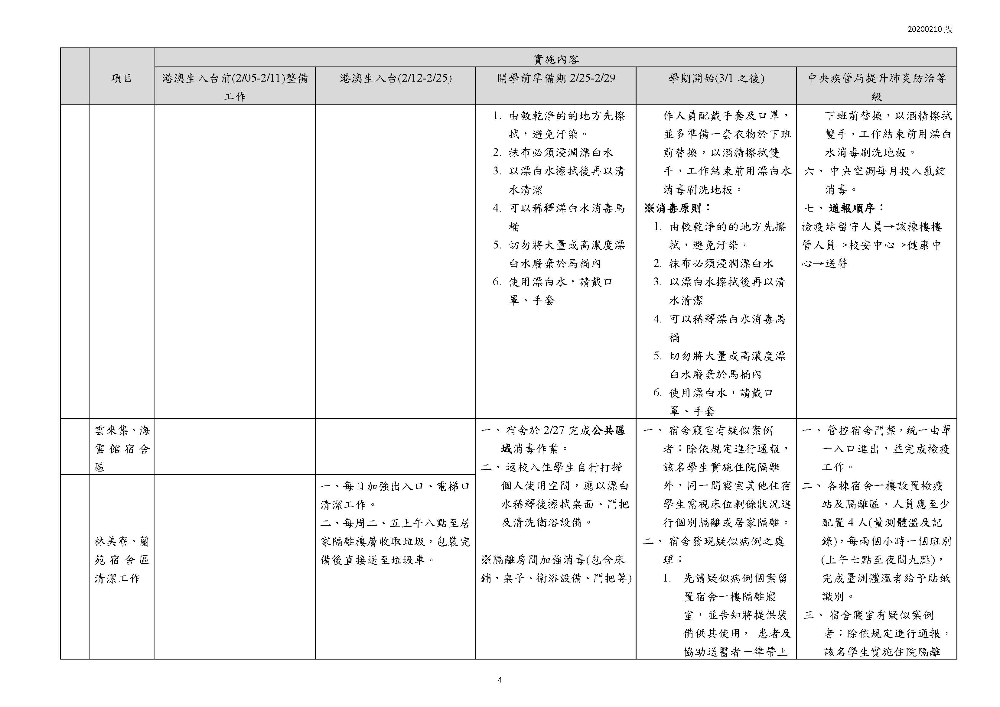 20200210 版
實施內容
項目
港澳生入台前(2/05-2/11)整備
工作
港澳生入台(2/12-2/25)
開學前準備期 2/25-2/29
學期開始(3/1 之後)
中央疾管局提升肺炎防治等
級
1. 由較乾淨的的地方先擦
拭，避免汙染。
2. 抹布必須浸潤漂白水
3. 以漂白水擦拭後再以清
水清潔
4. 可以稀釋漂白水消毒馬
桶
5. 切勿將大量或高濃度漂
白水廢棄於馬桶內
6. 使用漂白水，請戴口
罩、手套
作人員配戴手套及口罩，
並多準備一套衣物於下班
前替換，以酒精擦拭雙
手，工作結束前用漂白水
消毒刷洗地板。
※消毒原則：
1. 由較乾淨的的地方先擦
拭，避免汙染。
2. 抹布必須浸潤漂白水
3. 以漂白水擦拭後再以清
水清潔
4. 可以稀釋漂白水消毒馬
桶
5. 切勿將大量或高濃度漂
白水廢棄於馬桶內
6. 使用漂白水，請戴口
罩、手套
下班前替換，以酒精擦拭
雙手，工作結束前用漂白
水消毒刷洗地板。
六、 中央空調每月投入氯錠
消毒。
七、 通報順序：
檢疫站留守人員→該棟樓樓
管人員→校安中心→健康中
心→送醫
雲來集、海
雲館宿舍
區
林美寮、蘭
苑宿舍區
清潔工作
一、每日加強出入口、電梯口
清潔工作。
二、每周二、五上午八點至居
家隔離樓層收取垃圾，包裝完
備後直接送至垃圾車。
一、 宿舍於 2/27 完成公共區
域消毒作業。
二、 返校入住學生自行打掃
個人使用空間，應以漂白
水稀釋後擦拭桌面、門把
及清洗衛浴設備。
※隔離房間加強消毒(包含床
鋪、桌子、衛浴設備、門把等)
一、 宿舍寢室有疑似案例
者：除依規定進行通報，
該名學生實施住院隔離
外，同一間寢室其他住宿
學生需視床位剩餘狀況進
行個別隔離或居家隔離。
二、 宿舍發現疑似病例之處
理：
1. 先請疑似病例個案留
置宿舍一樓隔離寢
室，並告知將提供裝
備供其使用， 患者及
協助送醫者一律帶上
一、 管控宿舍門禁，統一由單
一入口進出，並完成檢疫
工作。
二、 各棟宿舍一樓設置檢疫
站及隔離區，人員應至少
配置 4 人(量測體溫及記
錄)，每兩個小時一個班別
(上午七點至夜間九點)，
完成量測體溫者給予貼紙
識別。
三、 宿舍寢室有疑似案例
者：除依規定進行通報，
該名學生實施住院隔離
4